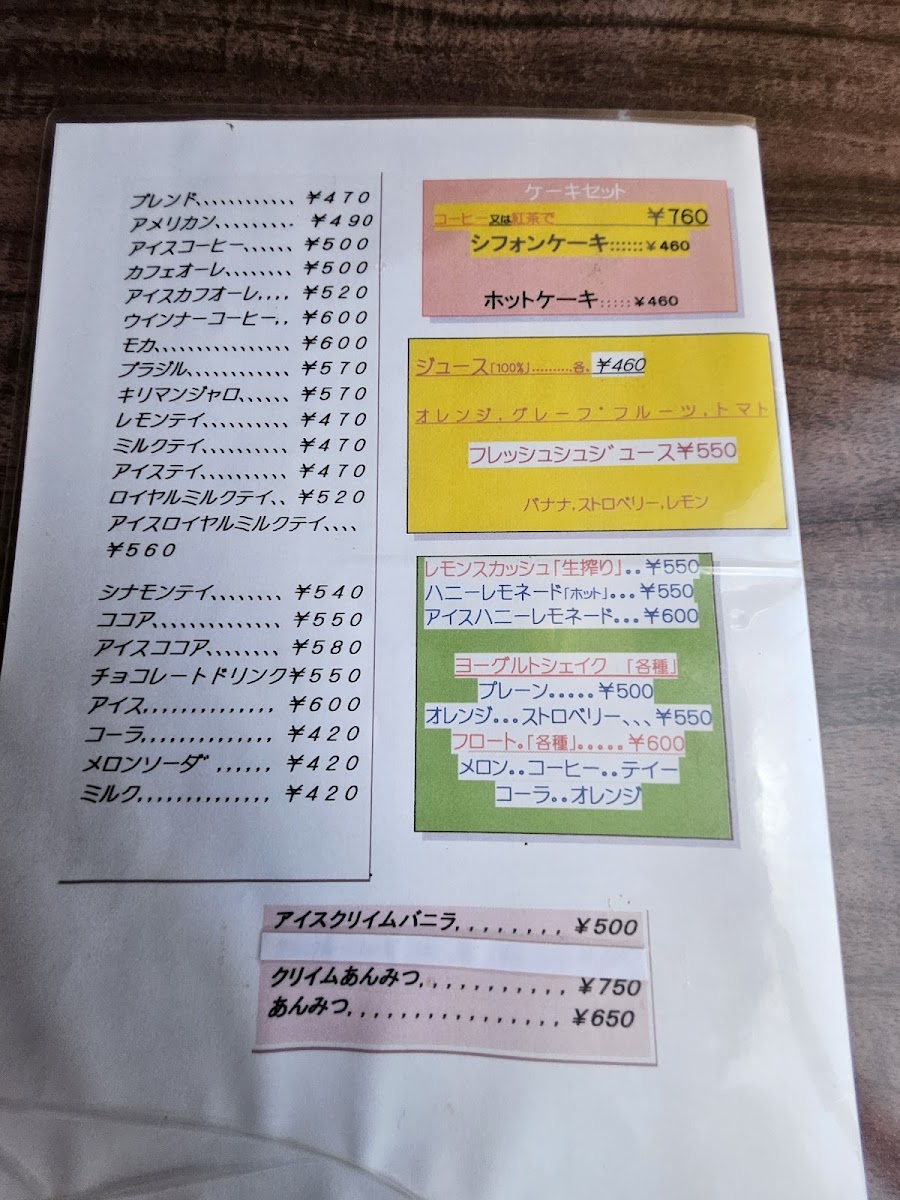 ブレンド、、、、、、、、、、、、 ￥４７０
アメリカン、、、、、、、、、. ￥４９０
アイスコーヒー、、、、、、 ￥５００
カフェオーレ、、、、、、、、 ￥５００
アイスカフオーレ,... ￥５２０
ウインナーコーヒー,. ￥６００
モカ、、、、、、、、、、、、、、、、 ￥６００
ブラジル、、、、、、、、、、、、 ￥５７０
キリマンジャロ、、、、、、 ￥５７０
レモンテイ、、、、、、、、、、 ￥４７０
ミルクテイ、、、、、、、、、、 ￥４７０
アイステイ、、、、、、、、、、 ￥４７０
ロイヤルミルクテイ、、 ￥５２０
アイスロイヤルミルクテイ、、、、
￥５６０
シナモンテイ、、、、、、、、 ￥５４０
ココア、、、、、、、、、、、、、、、 ￥５５０
アイスココア、、、、、、、、 ￥５８０
チョコレートドリンク￥５５０
アイス,,,,,,,,,,,,,, ￥６００
コーラ,,,,,,,,,,,,,, ￥４２０
メロンソーダ ,,,,,, ￥４２０
ミルク,,,,,,,,,,,,,, ￥４２０
ケーキセット
コーヒー又は紅茶で ￥760
シフォンケーキ::::::￥460
ホットケーキ:::::￥460
ジュース「100%」..........各、￥460
オレンジ,グレープフルーツ,トマト
フレッシュシュジュース￥550
バナナ,ストロベリー,レモン
レモンスカッシュ「生搾り」..￥550
ハニーレモネード「ホット」...￥550
アイスハニーレモネード...￥600
ヨーグルトシェイク 「各種」
プレーン.....￥500
オレンジ...ストロベリー、、、￥550
フロート。「各種」.....￥600
メロン..コーヒー..テイー
コーラ..オレンジ
アイスクリイムバニラ,,,,,,,, ￥500
クリイムあんみつ,,,,,,,,,,, ￥750
あんみつ,,,,,,,,,,,,,,,, ￥650